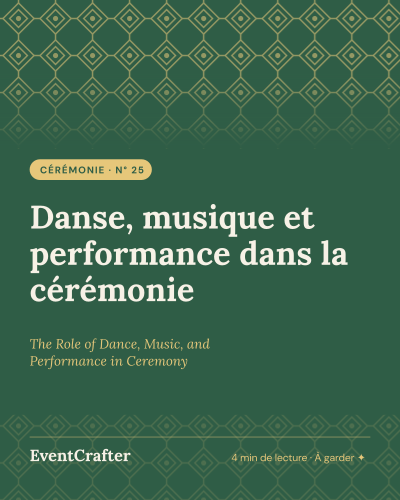 CÉRÉMONIE · N° 25
Danse, musique et
performance dans la
cérémonie
The Role of Dance, Music, and
Performance in Ceremony
EventCrafter
4 min de lecture · À garder ✦